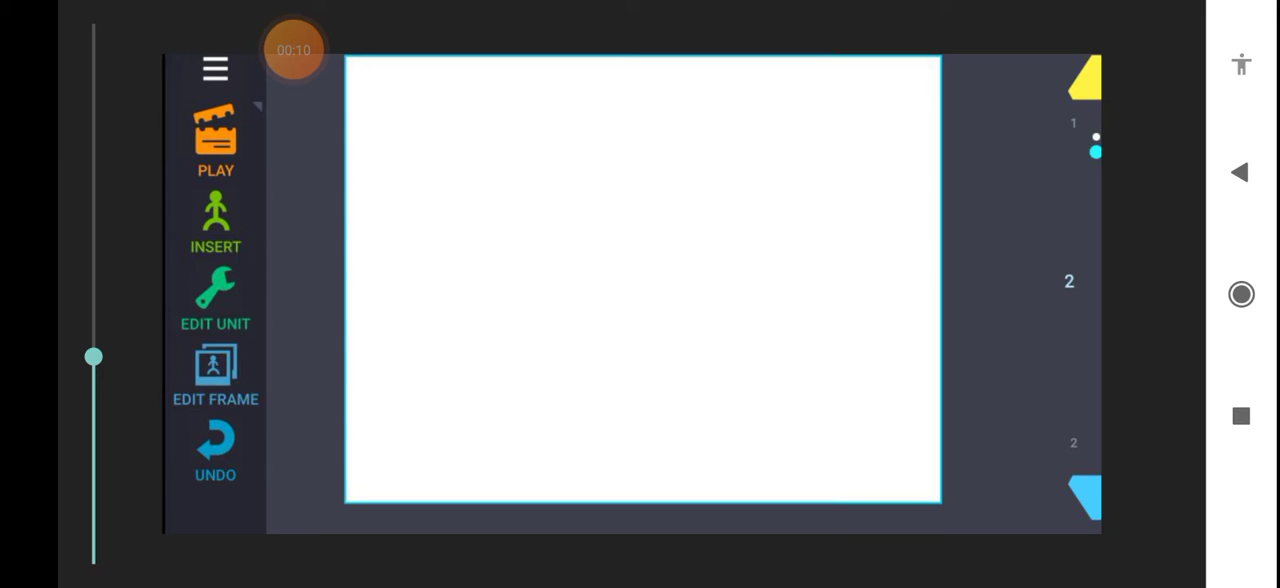 00:10
PLAY
1
INSERT
2
EDIT UNIT
EDIT FRAME
2
UNDO